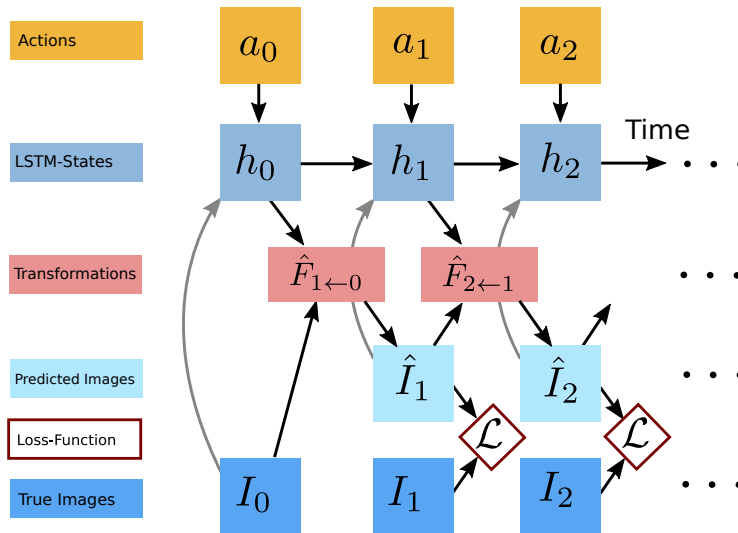 Actions
a₀ a₁ a₂
Time
LSTM-States
h₀ h₁ h₂ . . .
Transformations
F̂₁←₀ F̂₂←₁ . . .
Predicted Images
Î₁ Î₂ . . .
Loss-Function
ℒ ℒ
True Images
I₀ I₁ I₂ . . .